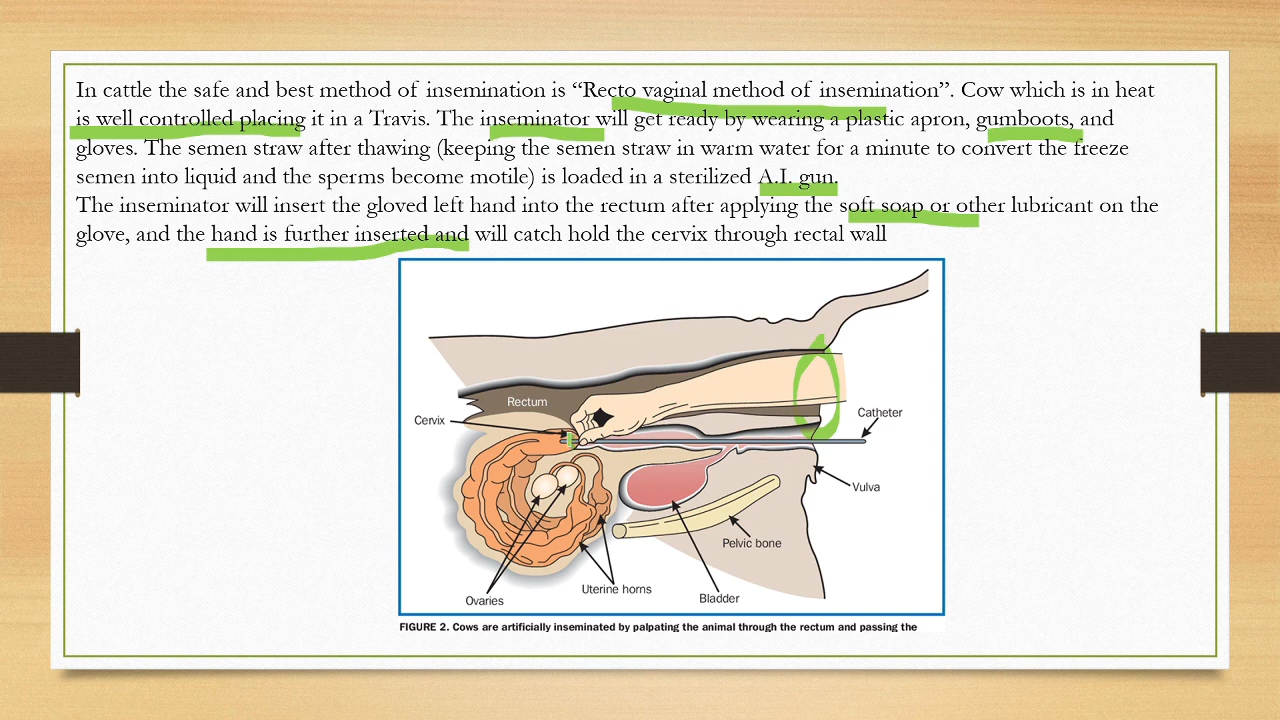 In cattle the safe and best method of insemination is “Recto vaginal method of insemination”. Cow which is in heat
is well controlled placing it in a Travis. The inseminator will get ready by wearing a plastic apron, gumboots, and
gloves. The semen straw after thawing (keeping the semen straw in warm water for a minute to convert the freeze
semen into liquid and the sperms become motile) is loaded in a sterilized A.I. gun.
The inseminator will insert the gloved left hand into the rectum after applying the soft soap or other lubricant on the
glove, and the hand is further inserted and will catch hold the cervix through rectal wall
Rectum
Cervix
Catheter
Vulva
Pelvic bone
Uterine horns
Bladder
Ovaries
FIGURE 2. Cows are artificially inseminated by palpating the animal through the rectum and passing the